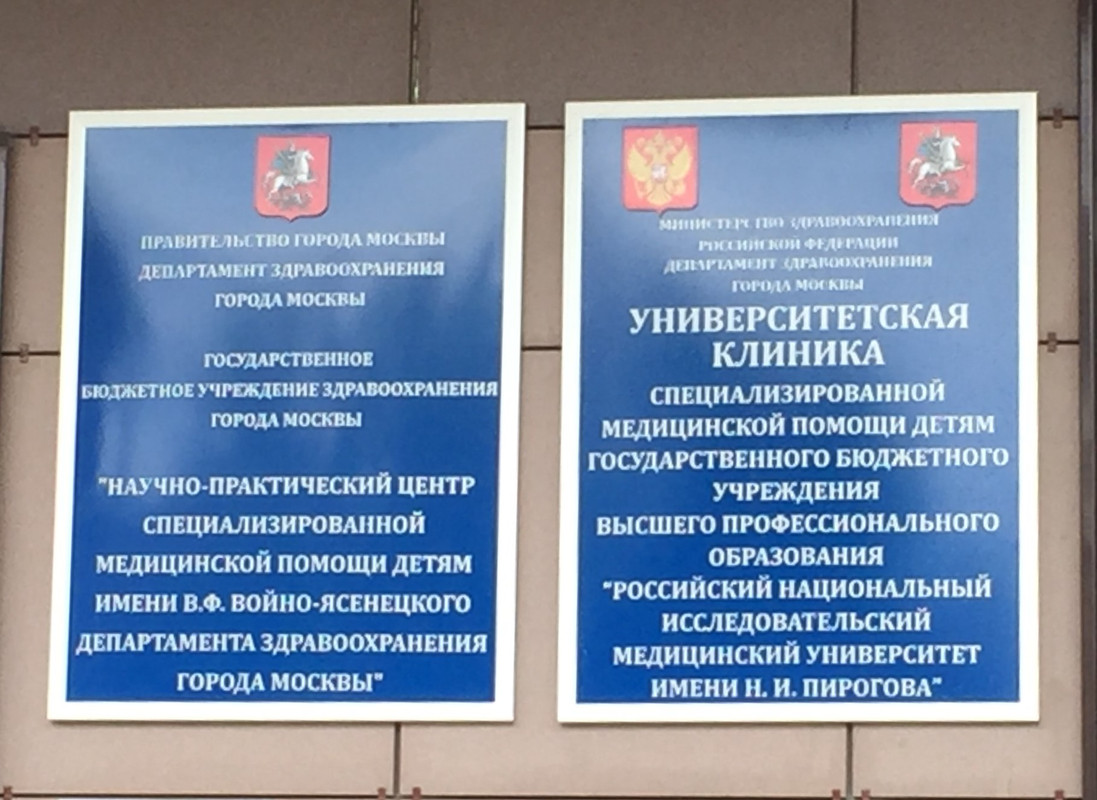 ПРАВИТЕЛЬСТВО ГОРОДА МОСКВЫ
ДЕПАРТАМЕНТ ЗДРАВООХРАНЕНИЯ
ГОРОДА МОСКВЫ
ГОСУДАРСТВЕННОЕ
БЮДЖЕТНОЕ УЧРЕЖДЕНИЕ ЗДРАВООХРАНЕНИЯ
ГОРОДА МОСКВЫ
"НАУЧНО-ПРАКТИЧЕСКИЙ ЦЕНТР
СПЕЦИАЛИЗИРОВАННОЙ
МЕДИЦИНСКОЙ ПОМОЩИ ДЕТЯМ
ИМЕНИ В.Ф. ВОЙНО-ЯСЕНЕЦКОГО
ДЕПАРТАМЕНТА ЗДРАВООХРАНЕНИЯ
ГОРОДА МОСКВЫ"
МИНИСТЕРСТВО ЗДРАВООХРАНЕНИЯ
РОССИЙСКОЙ ФЕДЕРАЦИИ
ДЕПАРТАМЕНТ ЗДРАВООХРАНЕНИЯ
ГОРОДА МОСКВЫ
УНИВЕРСИТЕТСКАЯ
КЛИНИКА
СПЕЦИАЛИЗИРОВАННОЙ
МЕДИЦИНСКОЙ ПОМОЩИ ДЕТЯМ
ГОСУДАРСТВЕННОГО БЮДЖЕТНОГО
УЧРЕЖДЕНИЯ
ВЫСШЕГО ПРОФЕССИОНАЛЬНОГО
ОБРАЗОВАНИЯ
"РОССИЙСКИЙ НАЦИОНАЛЬНЫЙ
ИССЛЕДОВАТЕЛЬСКИЙ
МЕДИЦИНСКИЙ УНИВЕРСИТЕТ
ИМЕНИ Н. И. ПИРОГОВА"